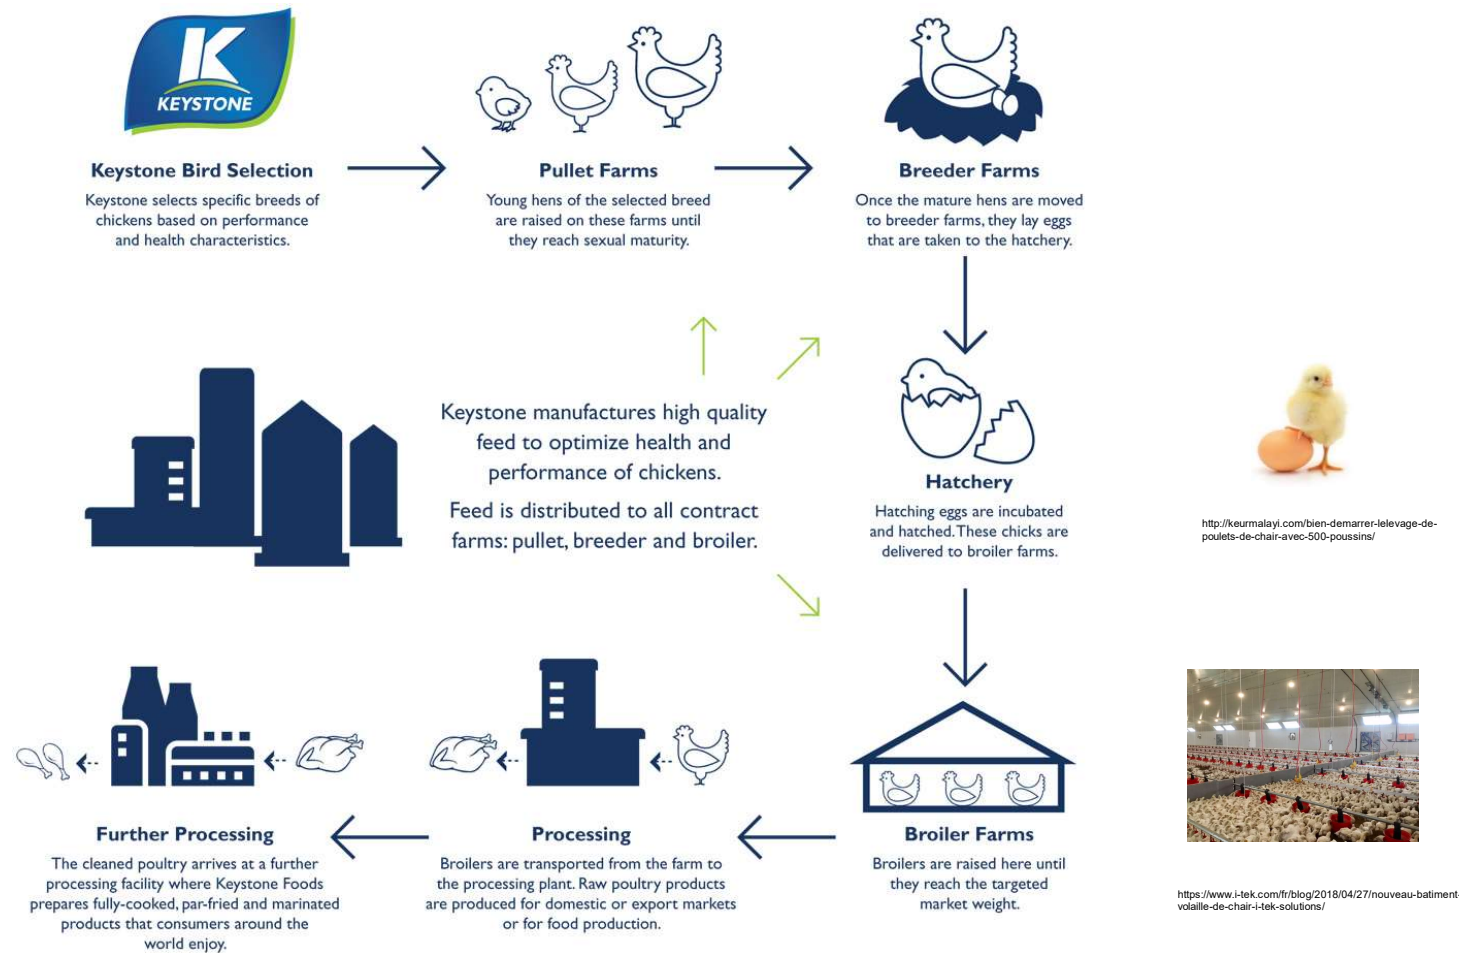 K
KEYSTONE
Keystone Bird Selection
Keystone selects specific breeds of
chickens based on performance
and health characteristics.
Pullet Farms
Young hens of the selected breed
are raised on these farms until
they reach sexual maturity.
Breeder Farms
Once the mature hens are moved
to breeder farms, they lay eggs
that are taken to the hatchery.
Keystone manufactures high quality
feed to optimize health and
performance of chickens.
Feed is distributed to all contract
farms: pullet, breeder and broiler.
Hatchery
Hatching eggs are incubated
and hatched. These chicks are
delivered to broiler farms.
http://keurmalayi.com/bien-demarrer-lelevage-de-
poulets-de-chair-avec-500-poussins/
Further Processing
The cleaned poultry arrives at a further
processing facility where Keystone Foods
prepares fully-cooked, par-fried and marinated
products that consumers around the
world enjoy.
Processing
Broilers are transported from the farm to
the processing plant. Raw poultry products
are produced for domestic or export markets
or for food production.
Broiler Farms
Broilers are raised here until
they reach the targeted
market weight.
https://www.i-tek.com/fr/blog/2018/04/27/nouveau-batiment-
volaille-de-chair-i-tek-solutions/